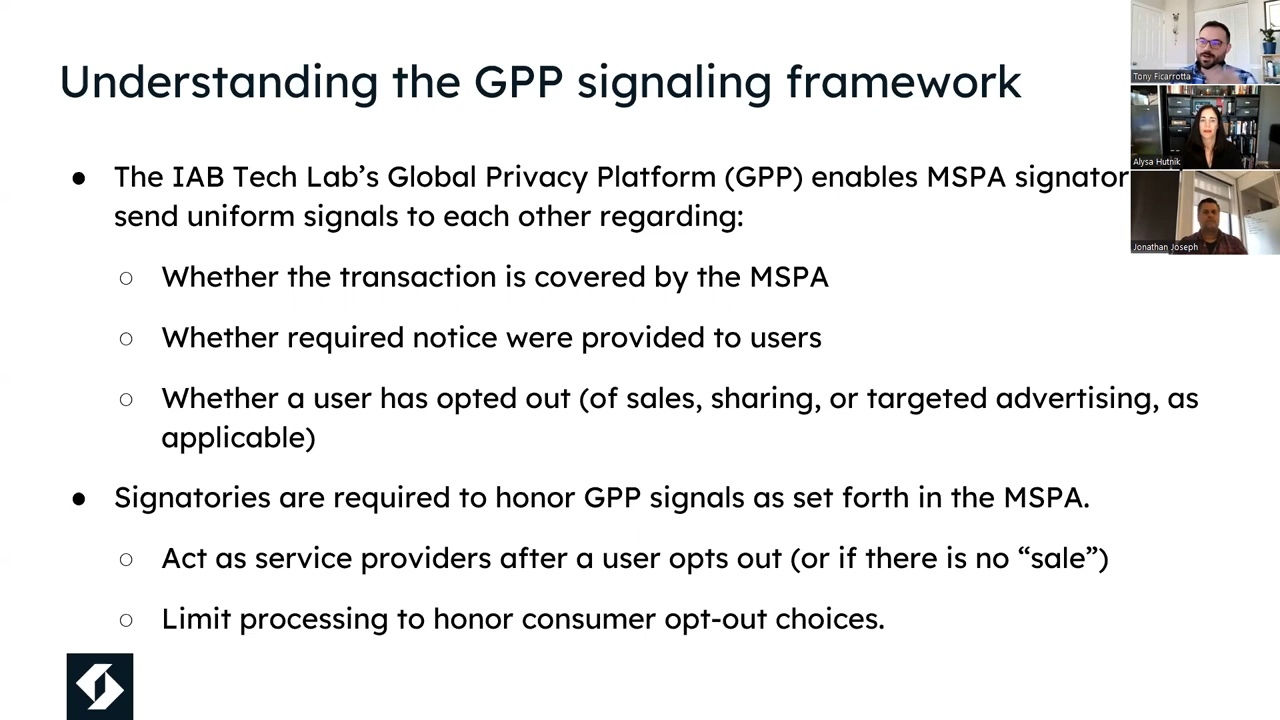 Understanding the GPP signaling framework
Tony Ficarrotta
Alysa Hutnik
Jonathan Joseph
● The IAB Tech Lab's Global Privacy Platform (GPP) enables MSPA signator
send uniform signals to each other regarding:
○ Whether the transaction is covered by the MSPA
○ Whether required notice were provided to users
○ Whether a user has opted out (of sales, sharing, or targeted advertising, as
applicable)
● Signatories are required to honor GPP signals as set forth in the MSPA.
○ Act as service providers after a user opts out (or if there is no “sale”)
○ Limit processing to honor consumer opt-out choices.